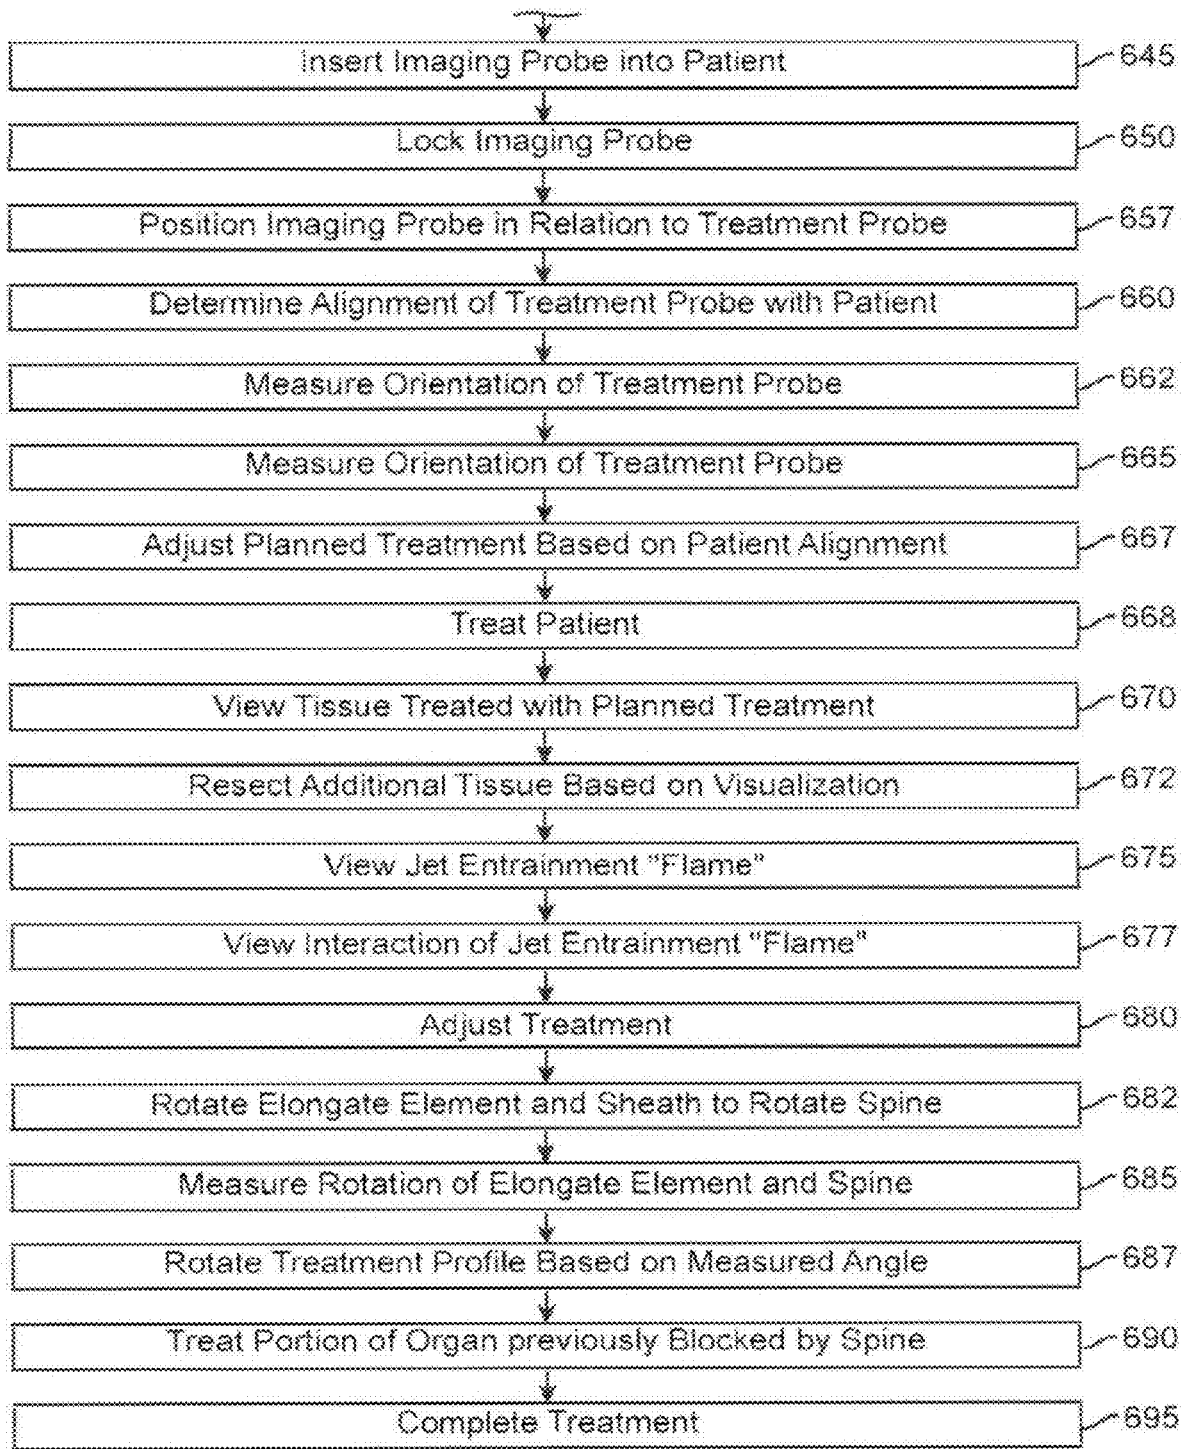 Insert Imaging Probe into Patient 645
Lock Imaging Probe 650
Position Imaging Probe in Relation to Treatment Probe 657
Determine Alignment of Treatment Probe with Patient 660
Measure Orientation of Treatment Probe 662
Measure Orientation of Treatment Probe 665
Adjust Planned Treatment Based on Patient Alignment 667
Treat Patient 668
View Tissue Treated with Planned Treatment 670
Resect Additional Tissue Based on Visualization 672
View Jet Entrainment "Flame" 675
View Interaction of Jet Entrainment "Flame" 677
Adjust Treatment 680
Rotate Elongate Element and Sheath to Rotate Spine 682
Measure Rotation of Elongate Element and Spine 685
Rotate Treatment Profile Based on Measured Angle 687
Treat Portion of Organ previously Blocked by Spine 690
Complete Treatment 695